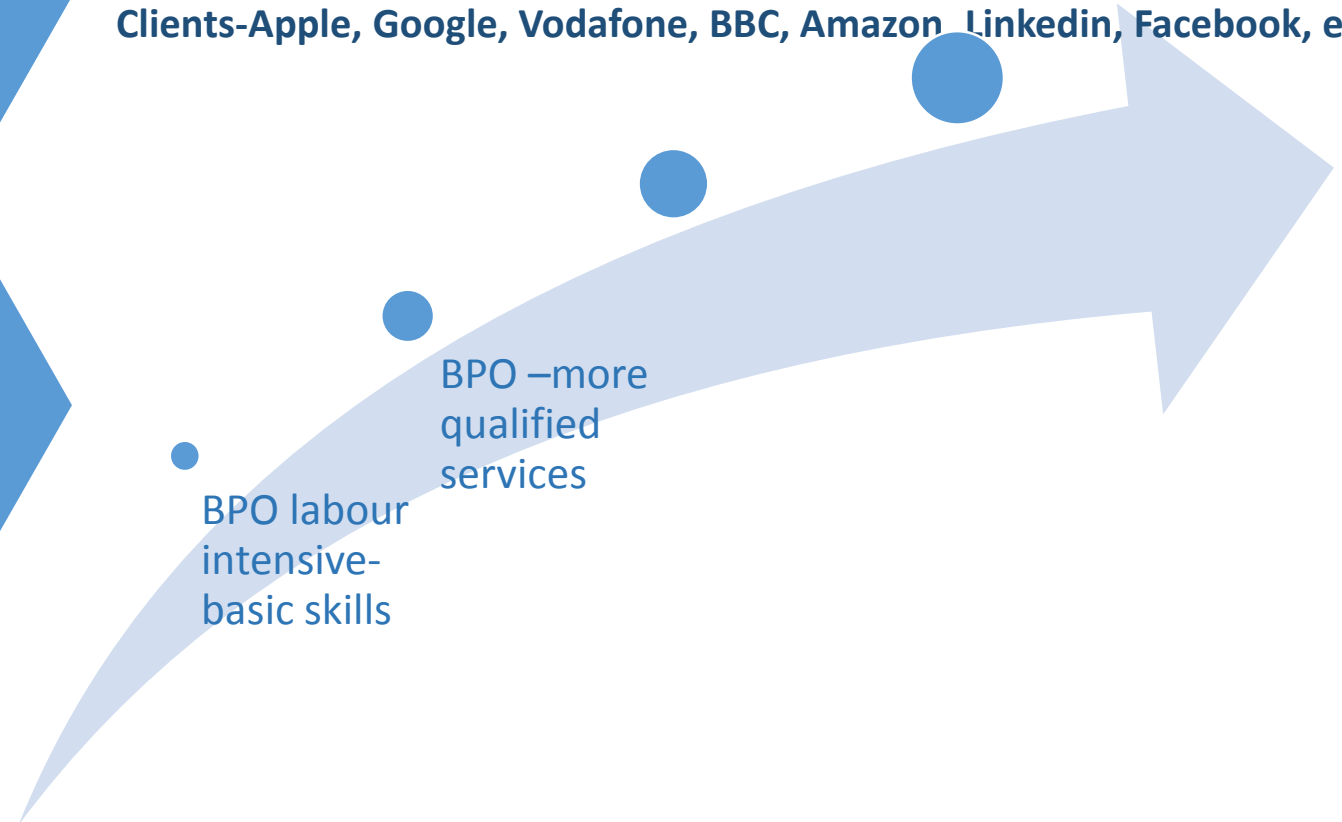 Clients-Apple, Google, Vodafone, BBC, Amazon, Linkedin, Facebook, e
BPO –more
qualified
services
BPO labour
intensive-
basic skills